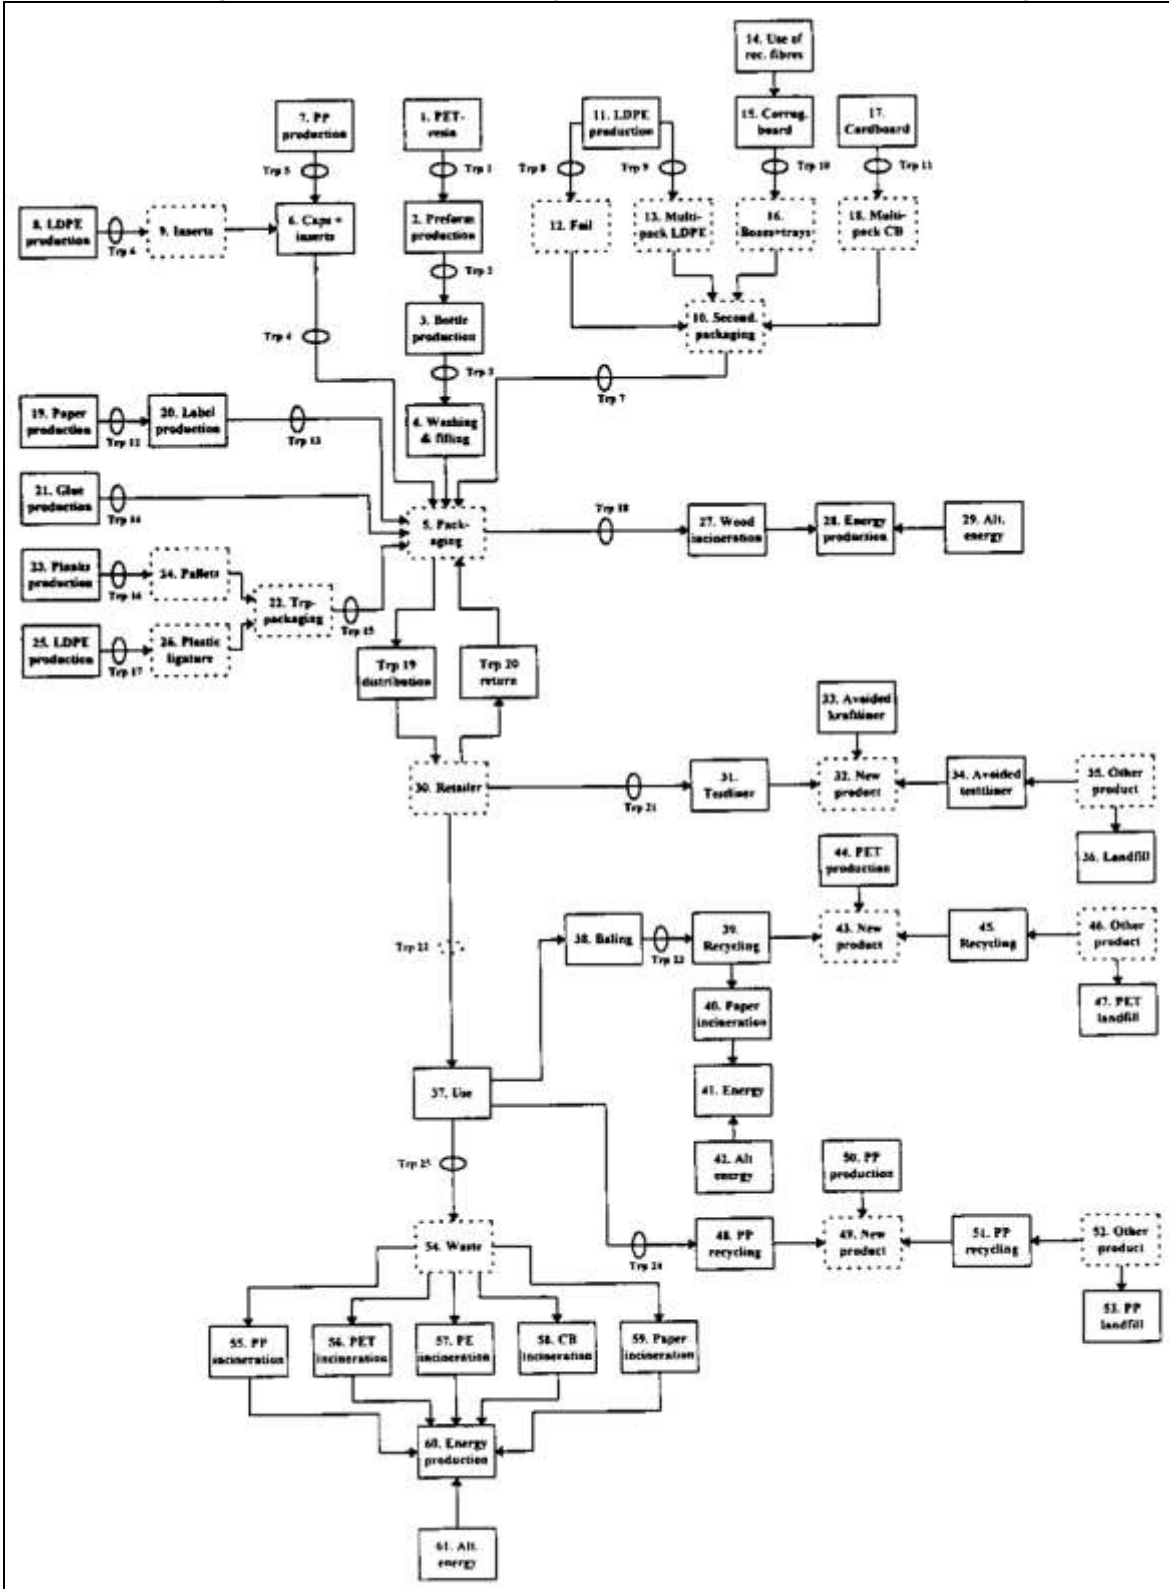 14. Use of
rec. fibres
7. PP
production
1. PET-
resin
11. LDPE
production
15. Corrug.
board
17.
Cardboard
Trp 5
Trp 1
Trp 8
Trp 9
Trp 10
Trp 11
8. LDPE
production
Trp 6
9. Inserts
6. Caps +
inserts
2. Preform
production
12. Foil
13. Multi-
pack LDPE
16.
Boxes+trays
18. Multi-
pack CB
Trp 2
3. Bottle
production
10. Second.
packaging
Trp 4
Trp 3
Trp 7
19. Paper
production
Trp 12
20. Label
production
Trp 13
4. Washing
& filling
21. Glue
production
Trp 14
5. Pack-
aging
Trp 18
27. Wood
incineration
28. Energy
production
29. Alt.
energy
23. Planks
production
Trp 16
24. Pallets
22. Trp-
packaging
Trp 15
25. LDPE
production
Trp 17
26. Plastic
ligature
Trp 19
distribution
Trp 20
return
33. Avoided
kraftliner
30. Retailer
Trp 21
31.
Testliner
32. New
product
34. Avoided
testliner
35. Other
product
36. Landfill
44. PET
production
Trp 22
38. Baling
Trp 23
39.
Recycling
43. New
product
45.
Recycling
46. Other
product
40. Paper
incineration
47. PET
landfill
37. Use
41. Energy
42. Alt
energy
50. PP
production
Trp 25
54. Waste
Trp 24
48. PP
recycling
49. New
product
51. PP
recycling
52. Other
product
53. PP
landfill
55. PP
incineration
56. PET
incineration
57. PE
incineration
58. CB
incineration
59. Paper
incineration
60. Energy
production
61. Alt.
energy